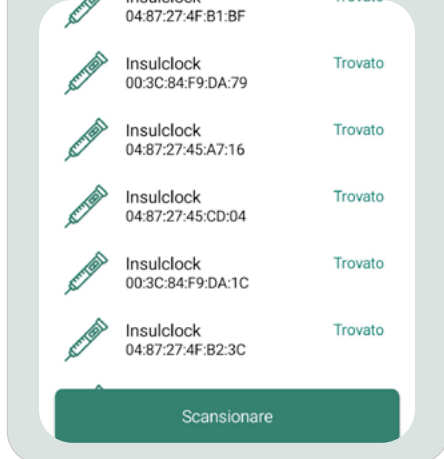 04:87:27:4F:B1:BF
Insulclock
Trovato
00:3C:84:F9:DA:79
Insulclock
Trovato
04:87:27:45:A7:16
Insulclock
Trovato
04:87:27:45:CD:04
Insulclock
Trovato
00:3C:84:F9:DA:1C
Insulclock
Trovato
04:87:27:4F:B2:3C
Scansionare